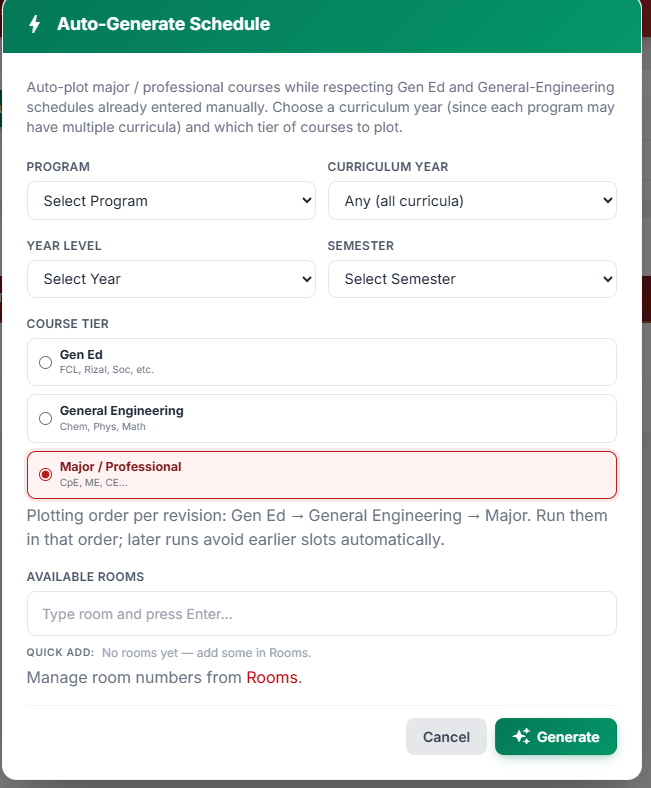 Auto-Generate Schedule
Auto-plot major / professional courses while respecting Gen Ed and General-Engineering
schedules already entered manually. Choose a curriculum year (since each program may
have multiple curricula) and which tier of courses to plot.
PROGRAM
CURRICULUM YEAR
Select Program
Any (all curricula)
YEAR LEVEL
SEMESTER
Select Year
Select Semester
COURSE TIER
Gen Ed
FCL, Rizal, Soc, etc.
General Engineering
Chem, Phys, Math
Major / Professional
CpE, ME, CE...
Plotting order per revision: Gen Ed → General Engineering → Major. Run them
in that order; later runs avoid earlier slots automatically.
AVAILABLE ROOMS
Type room and press Enter...
QUICK ADD: No rooms yet — add some in Rooms.
Manage room numbers from Rooms.
Cancel
Generate